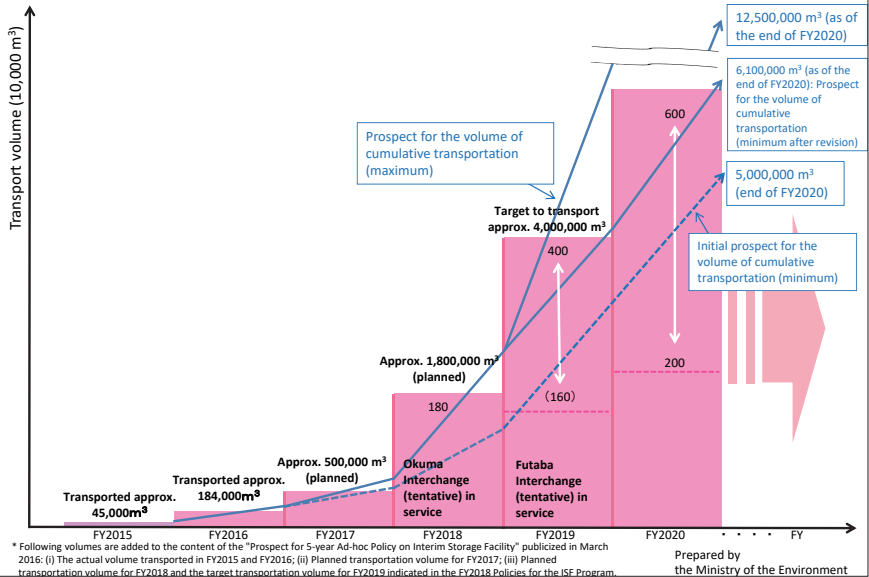 Transport volume (10,000 m³)
12,500,000 m³ (as of
the end of FY2020)
6,100,000 m³ (as of the
end of FY2020): Prospect
for the volume of
cumulative
transportation
(minimum after revision)
5,000,000 m³
(end of FY2020)
Initial prospect for the
volume of cumulative
transportation (minimum)
Prospect for the volume of
cumulative transportation
(maximum)
Target to transport
approx. 4,000,000 m³
400
(160)
600
200
Approx. 1,800,000 m³
(planned)
180
Approx. 500,000 m³
(planned)
Transported approx.
184,000m³
Transported approx.
45,000m³
Okuma
Interchange
(tentative) in
service
Futaba
Interchange
(tentative) in
service
FY2015
FY2016
FY2017
FY2018
FY2019
FY2020
· · · ·
FY
* Following volumes are added to the content of the "Prospect for 5-year Ad-hoc Policy on Interim Storage Facility" publicized in March
2016: (i) The actual volume transported in FY2015 and FY2016; (ii) Planned transportation volume for FY2017; (iii) Planned
transportation volume for FY2018 and the target transportation volume for FY2019 indicated in the FY2018 Policies for the ISF Program.
Prepared by
the Ministry of the Environment